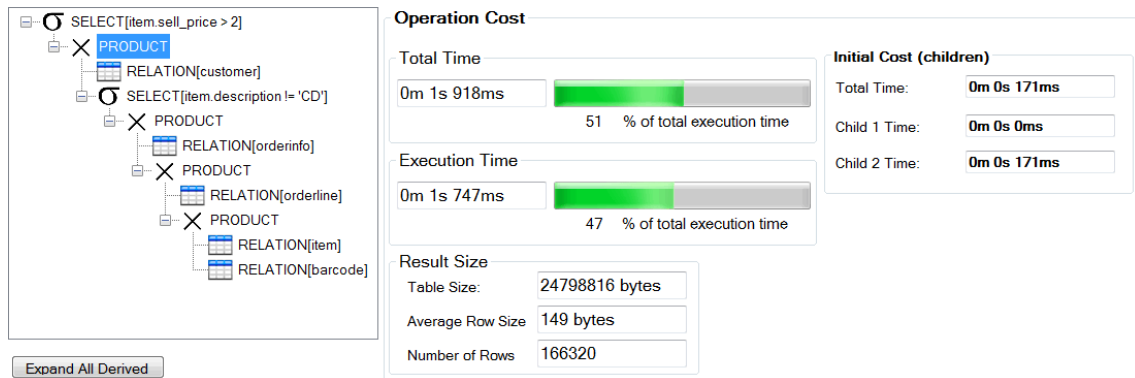 SELECT[item.sell_price > 2]
PRODUCT
RELATION[customer]
SELECT[item.description != 'CD']
PRODUCT
RELATION[orderinfo]
PRODUCT
RELATION[orderline]
PRODUCT
RELATION[item]
RELATION[barcode]
Expand All Derived
Operation Cost
Total Time
0m 1s 918ms
51 % of total execution time
Execution Time
0m 1s 747ms
47 % of total execution time
Result Size
Table Size: 24798816 bytes
Average Row Size 149 bytes
Number of Rows 166320
Initial Cost (children)
Total Time: 0m 0s 171ms
Child 1 Time: 0m 0s 0ms
Child 2 Time: 0m 0s 171ms